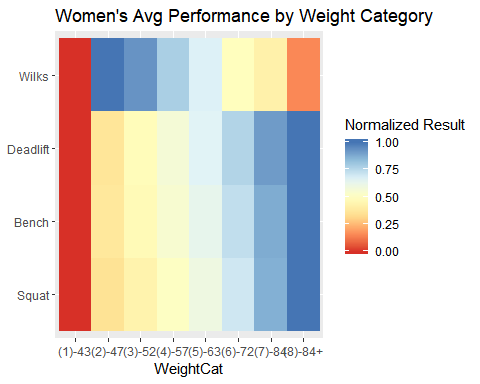 Women's Avg Performance by Weight Category
Wilks
Deadlift
Bench
Squat
(1)-43(2)-47(3)-52(4)-57(5)-63(6)-72(7)-84(8)-84+
WeightCat
Normalized Result
1.00
0.75
0.50
0.25
0.00